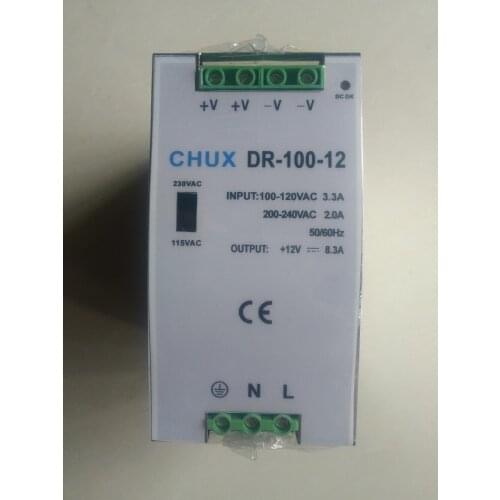 +V +V -V -V
DC OK
CHUX DR-100-12
230VAC
INPUT:100-120VAC 3.3A
200-240VAC 2.0A
50/60Hz
115VAC
OUTPUT: +12V ⎓ 8.3A
CE
N L